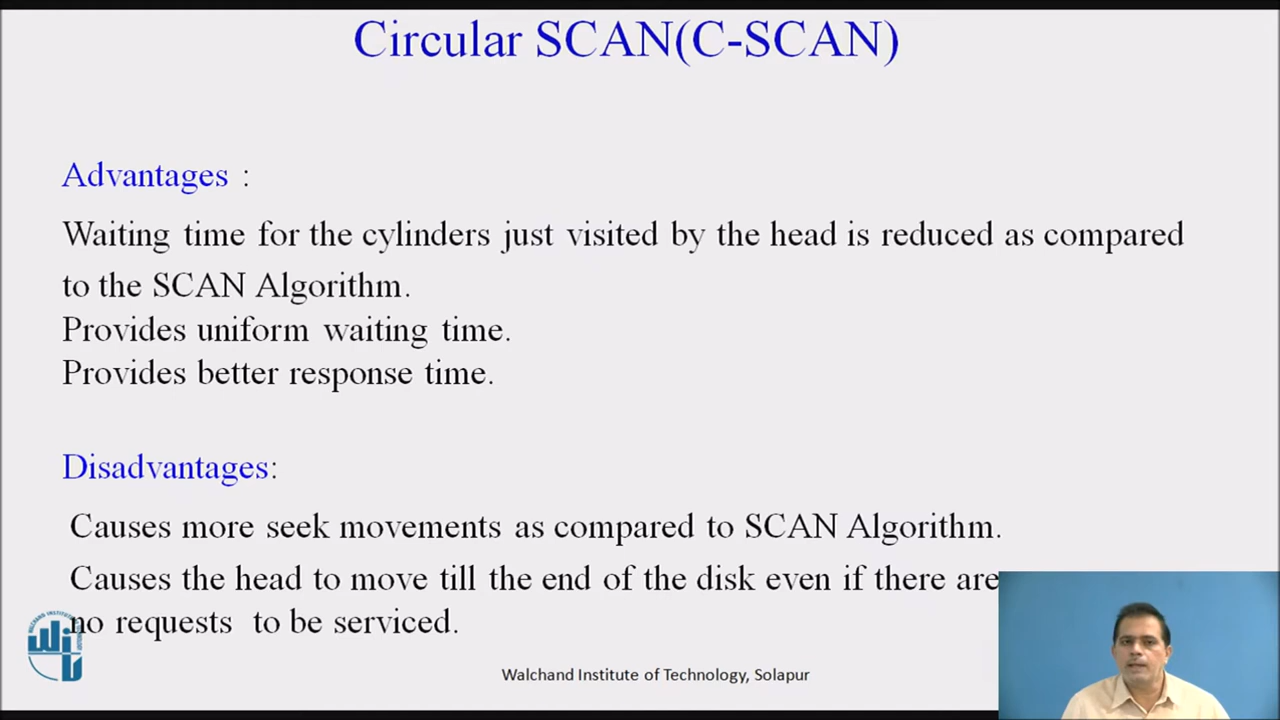 Circular SCAN(C-SCAN)
Advantages :
Waiting time for the cylinders just visited by the head is reduced as compared
to the SCAN Algorithm.
Provides uniform waiting time.
Provides better response time.
Disadvantages:
Causes more seek movements as compared to SCAN Algorithm.
Causes the head to move till the end of the disk even if there are
no requests to be serviced.
Walchand Institute of Technology, Solapur